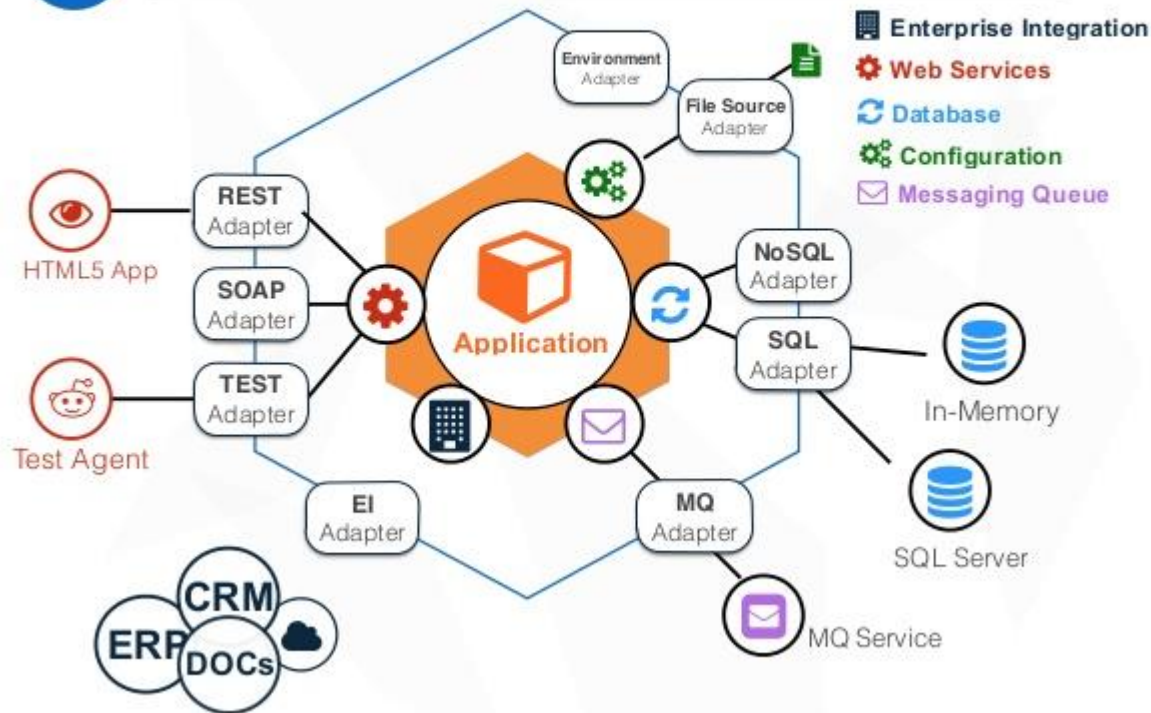 Enterprise Integration
Web Services
Database
Configuration
Messaging Queue
Environment
Adapter
File Source
Adapter
REST
Adapter
HTML5 App
SOAP
Adapter
TEST
Adapter
Test Agent
Application
NoSQL
Adapter
SQL
Adapter
In-Memory
SQL Server
EI
Adapter
MQ
Adapter
MQ Service
CRM
ERP
DOCs